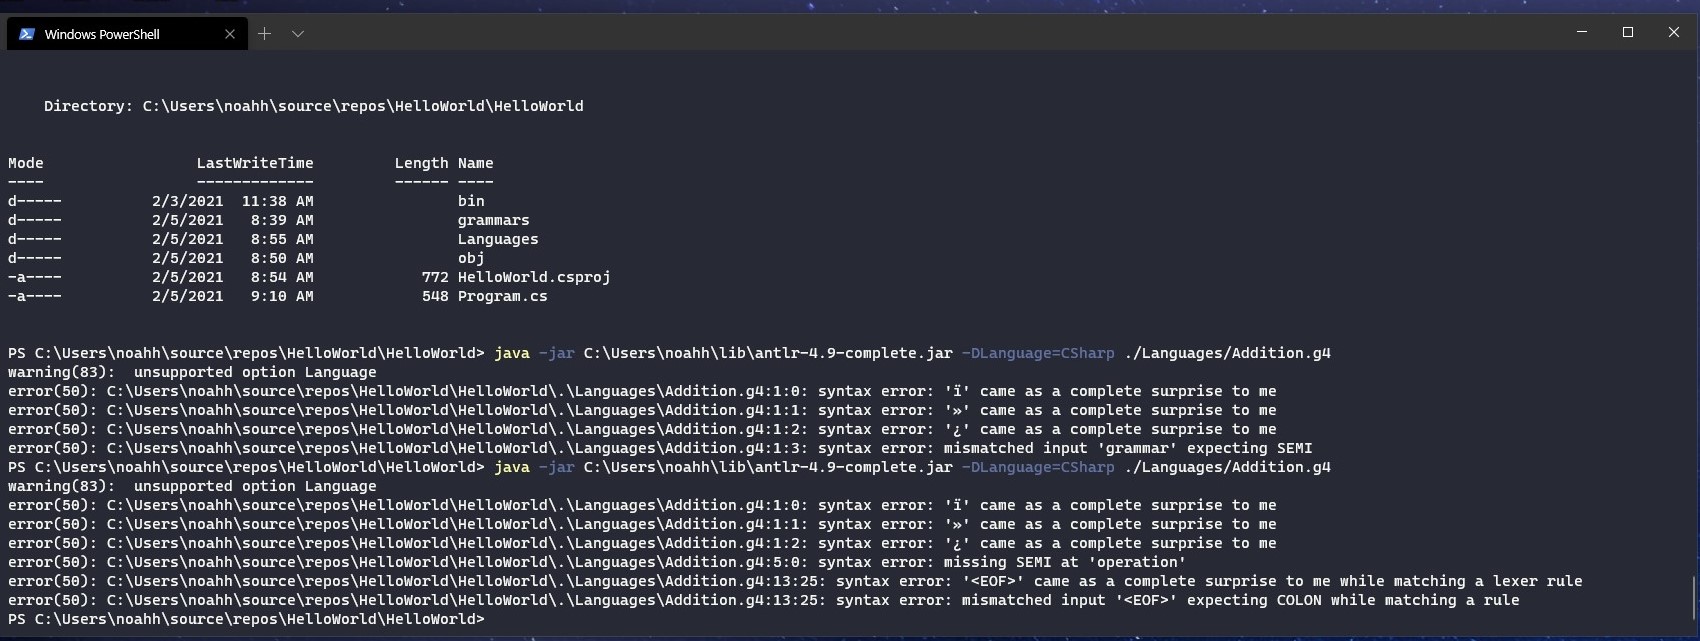 Windows PowerShell
Directory: C:\Users\noahh\source\repos\HelloWorld\HelloWorld
Mode LastWriteTime Length Name
---- ------------- ------ ----
d----- 2/3/2021 11:38 AM bin
d----- 2/5/2021 8:39 AM grammars
d----- 2/5/2021 8:55 AM Languages
d----- 2/5/2021 8:50 AM obj
-a---- 2/5/2021 8:54 AM 772 HelloWorld.csproj
-a---- 2/5/2021 9:10 AM 548 Program.cs
PS C:\Users\noahh\source\repos\HelloWorld\HelloWorld> java -jar C:\Users\noahh\lib\antlr-4.9-complete.jar -DLanguage=CSharp ./Languages/Addition.g4
warning(83):  unsupported option Language
error(50): C:\Users\noahh\source\repos\HelloWorld\HelloWorld\.\Languages\Addition.g4:1:0: syntax error: 'ï' came as a complete surprise to me
error(50): C:\Users\noahh\source\repos\HelloWorld\HelloWorld\.\Languages\Addition.g4:1:1: syntax error: '»' came as a complete surprise to me
error(50): C:\Users\noahh\source\repos\HelloWorld\HelloWorld\.\Languages\Addition.g4:1:2: syntax error: '¿' came as a complete surprise to me
error(50): C:\Users\noahh\source\repos\HelloWorld\HelloWorld\.\Languages\Addition.g4:1:3: syntax error: mismatched input 'grammar' expecting SEMI
PS C:\Users\noahh\source\repos\HelloWorld\HelloWorld> java -jar C:\Users\noahh\lib\antlr-4.9-complete.jar -DLanguage=CSharp ./Languages/Addition.g4
warning(83):  unsupported option Language
error(50): C:\Users\noahh\source\repos\HelloWorld\HelloWorld\.\Languages\Addition.g4:1:0: syntax error: 'ï' came as a complete surprise to me
error(50): C:\Users\noahh\source\repos\HelloWorld\HelloWorld\.\Languages\Addition.g4:1:1: syntax error: '»' came as a complete surprise to me
error(50): C:\Users\noahh\source\repos\HelloWorld\HelloWorld\.\Languages\Addition.g4:1:2: syntax error: '¿' came as a complete surprise to me
error(50): C:\Users\noahh\source\repos\HelloWorld\HelloWorld\.\Languages\Addition.g4:5:0: syntax error: missing SEMI at 'operation'
error(50): C:\Users\noahh\source\repos\HelloWorld\HelloWorld\.\Languages\Addition.g4:13:25: syntax error: '<EOF>' came as a complete surprise to me while matching a lexer rule
error(50): C:\Users\noahh\source\repos\HelloWorld\HelloWorld\.\Languages\Addition.g4:13:25: syntax error: mismatched input '<EOF>' expecting COLON while matching a rule
PS C:\Users\noahh\source\repos\HelloWorld\HelloWorld>